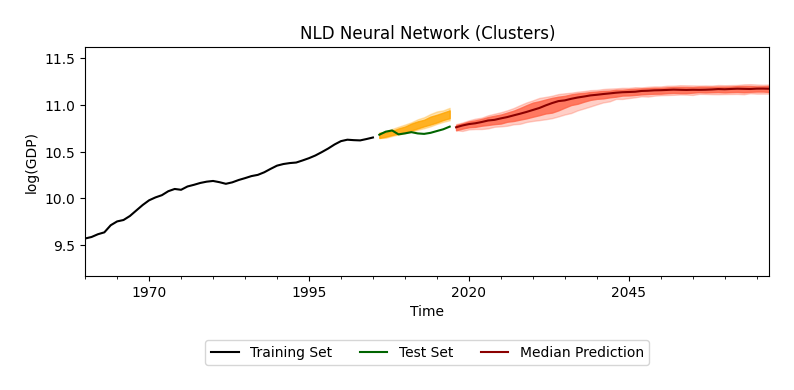 NLD Neural Network (Clusters)
11.5
11.0
10.5
10.0
9.5
log(GDP)
1970 1995 2020 2045
Time
Training Set Test Set Median Prediction